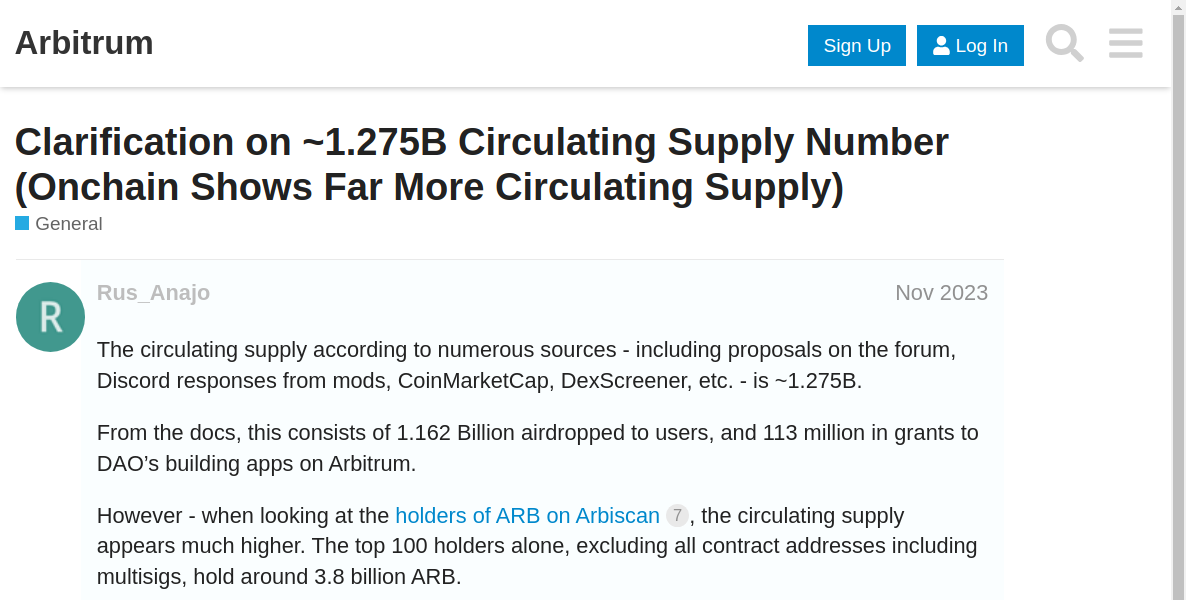 Arbitrum
Sign Up
Log In
Clarification on ~1.275B Circulating Supply Number
(Onchain Shows Far More Circulating Supply)
General
R
Rus_Anajo
Nov 2023
The circulating supply according to numerous sources - including proposals on the forum,
Discord responses from mods, CoinMarketCap, DexScreener, etc. - is ~1.275B.
From the docs, this consists of 1.162 Billion airdropped to users, and 113 million in grants to
DAO’s building apps on Arbitrum.
However - when looking at the holders of ARB on Arbiscan 7, the circulating supply
appears much higher. The top 100 holders alone, excluding all contract addresses including
multisigs, hold around 3.8 billion ARB.